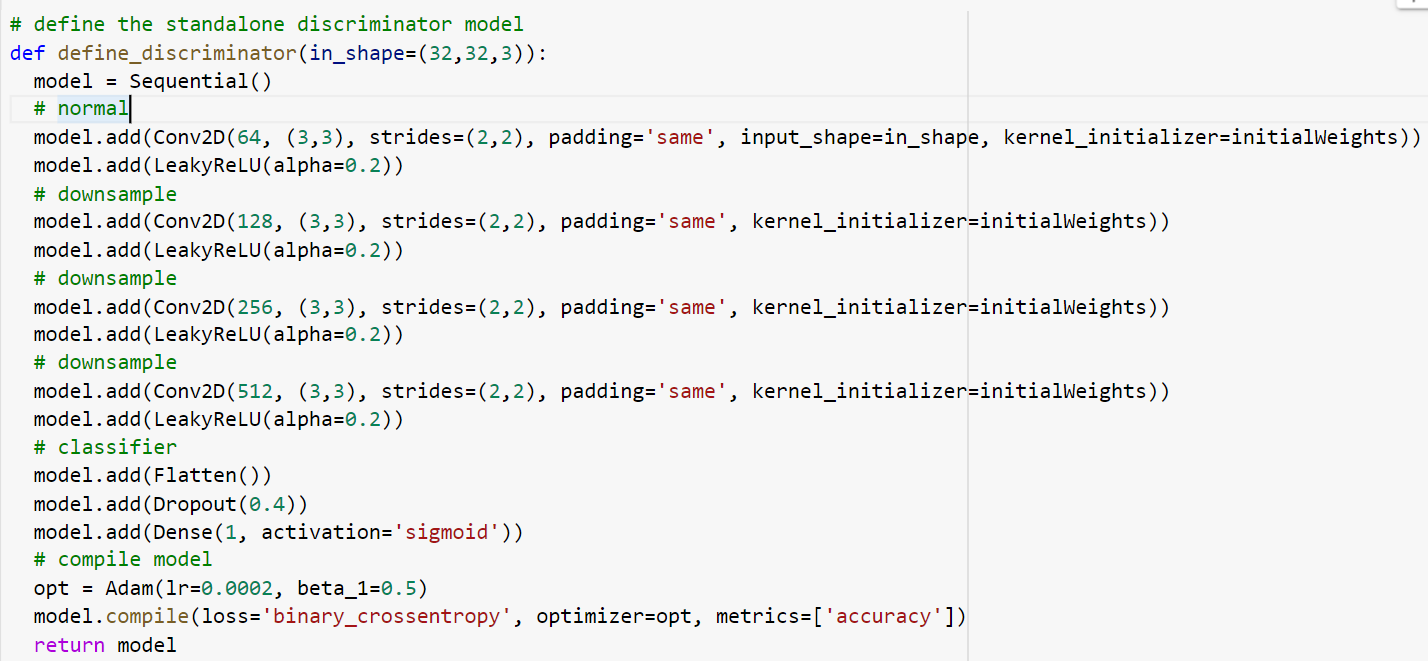 # define the standalone discriminator model
def define_discriminator(in_shape=(32,32,3)):
  model = Sequential()
  # normal
  model.add(Conv2D(64, (3,3), strides=(2,2), padding='same', input_shape=in_shape, kernel_initializer=initialWeights))
  model.add(LeakyReLU(alpha=0.2))
  # downsample
  model.add(Conv2D(128, (3,3), strides=(2,2), padding='same', kernel_initializer=initialWeights))
  model.add(LeakyReLU(alpha=0.2))
  # downsample
  model.add(Conv2D(256, (3,3), strides=(2,2), padding='same', kernel_initializer=initialWeights))
  model.add(LeakyReLU(alpha=0.2))
  # downsample
  model.add(Conv2D(512, (3,3), strides=(2,2), padding='same', kernel_initializer=initialWeights))
  model.add(LeakyReLU(alpha=0.2))
  # classifier
  model.add(Flatten())
  model.add(Dropout(0.4))
  model.add(Dense(1, activation='sigmoid'))
  # compile model
  opt = Adam(lr=0.0002, beta_1=0.5)
  model.compile(loss='binary_crossentropy', optimizer=opt, metrics=['accuracy'])
  return model